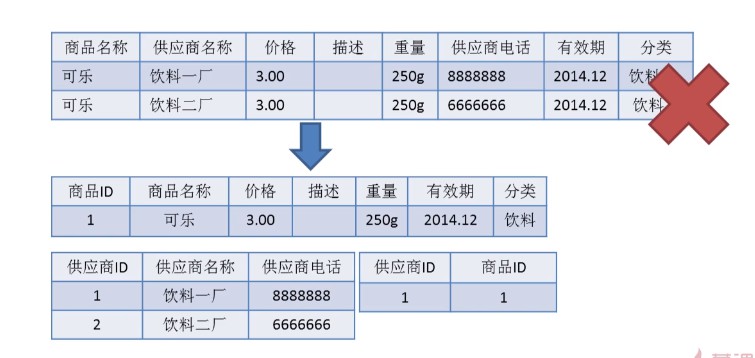 商品名称 供应商名称 价格 描述 重量 供应商电话 有效期 分类
可乐 饮料一厂 3.00 250g 8888888 2014.12 饮料
可乐 饮料二厂 3.00 250g 6666666 2014.12 饮料
商品ID 商品名称 价格 描述 重量 有效期 分类
1 可乐 3.00 250g 2014.12 饮料
供应商ID 供应商名称 供应商电话
1 饮料一厂 8888888
2 饮料二厂 6666666
供应商ID 商品ID
1 1